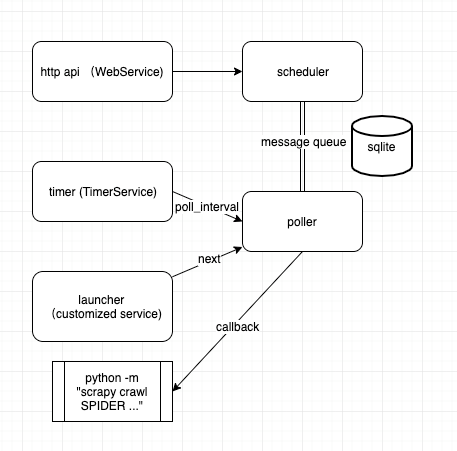 http api （WebService)
scheduler
message queue
sqlite
timer (TimerService)
poll_interval
poller
next
launcher
（customized service)
callback
python -m
"scrapy crawl
SPIDER ..."